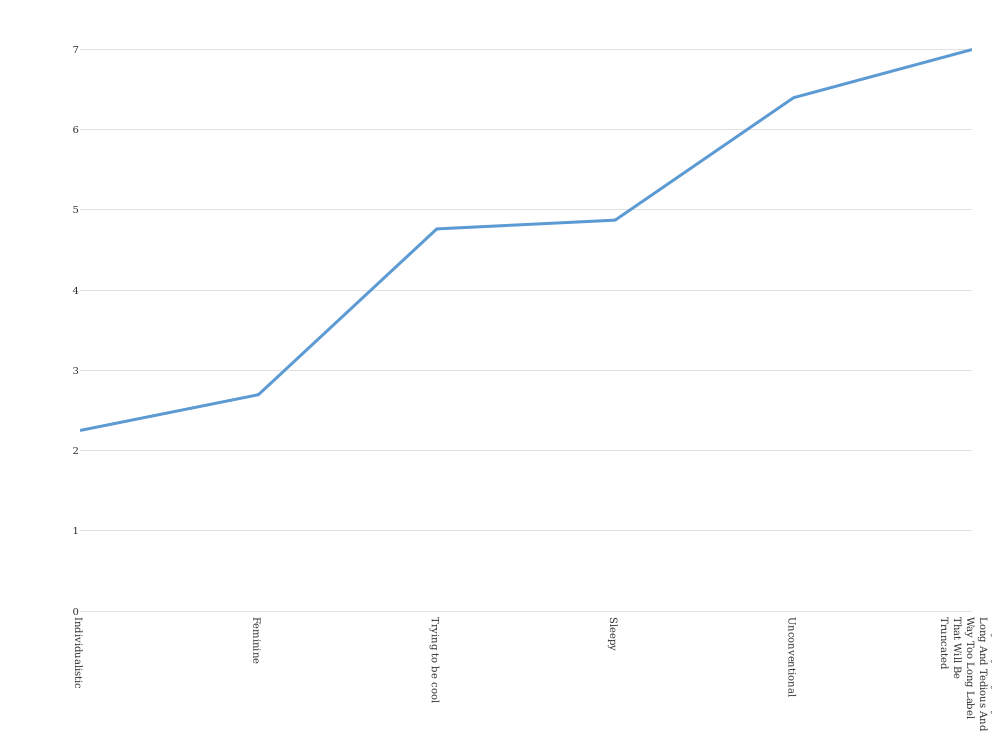 7
6
5
4
3
2
1
0
Individualistic
Feminine
Trying to be cool
Sleepy
Unconventional
Long And Tedious And
Way Too Long Label
That Will Be
Truncated